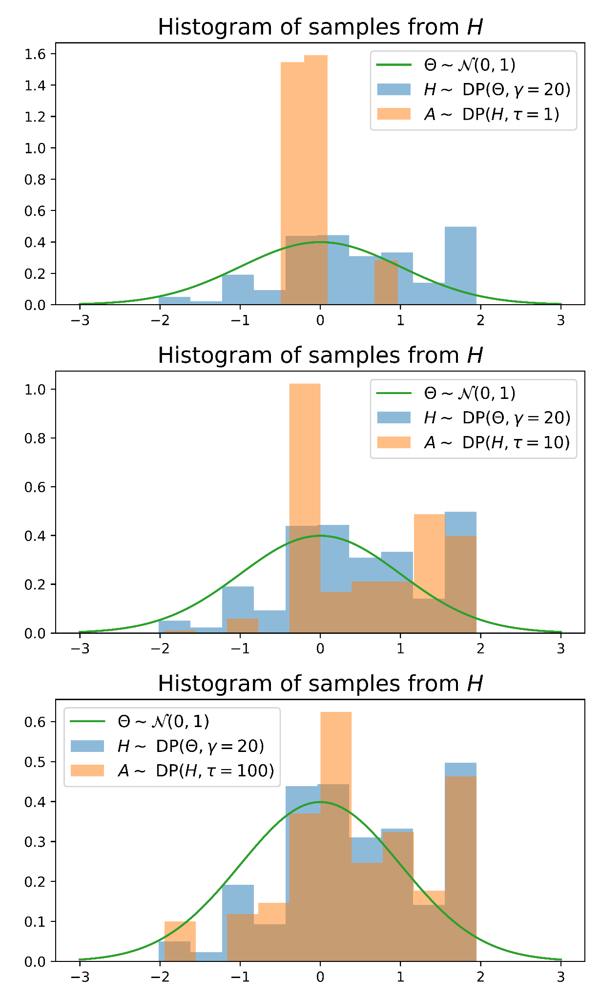 Histogram of samples from H
1.6
1.4
1.2
1.0
0.8
0.6
0.4
0.2
0.0
Θ ∼ 𝒩(0, 1)
H ∼ DP(Θ, γ = 20)
A ∼ DP(H, τ = 1)
−3 −2 −1 0 1 2 3
Histogram of samples from H
1.0
0.8
0.6
0.4
0.2
0.0
Θ ∼ 𝒩(0, 1)
H ∼ DP(Θ, γ = 20)
A ∼ DP(H, τ = 10)
−3 −2 −1 0 1 2 3
Histogram of samples from H
0.6
0.5
0.4
0.3
0.2
0.1
0.0
Θ ∼ 𝒩(0, 1)
H ∼ DP(Θ, γ = 20)
A ∼ DP(H, τ = 100)
−3 −2 −1 0 1 2 3